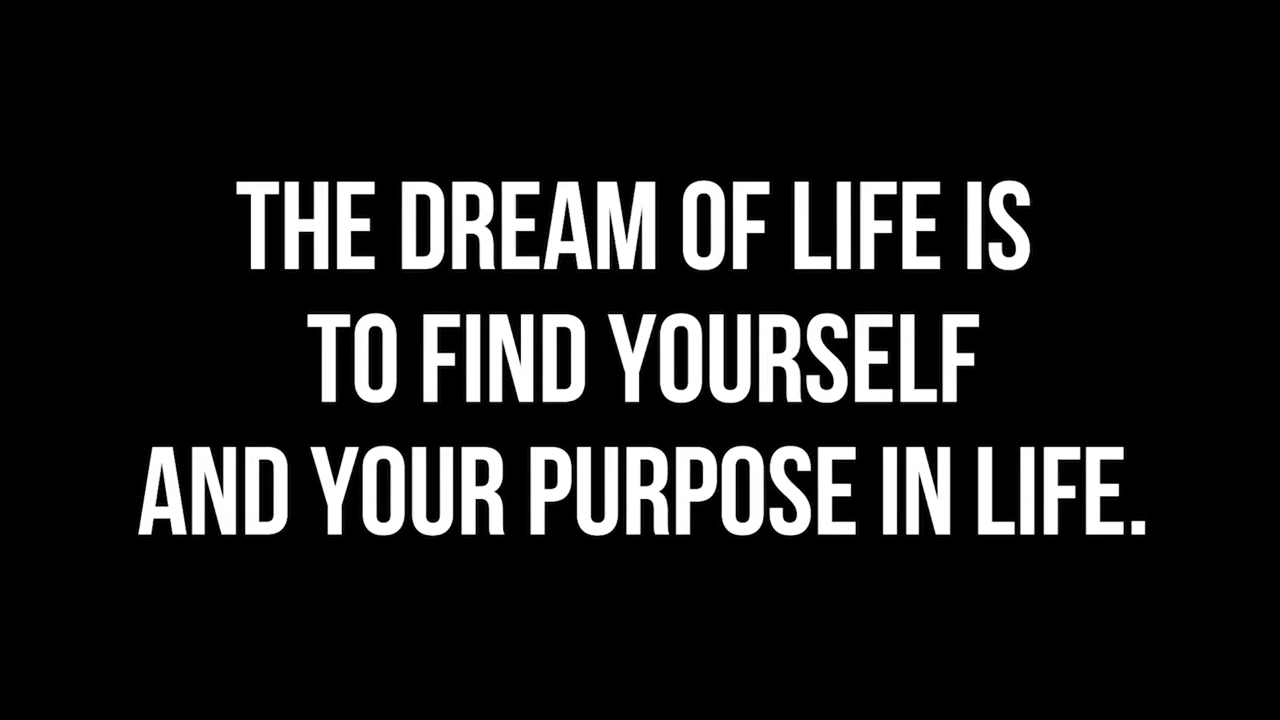 THE DREAM OF LIFE IS
TO FIND YOURSELF
AND YOUR PURPOSE IN LIFE.